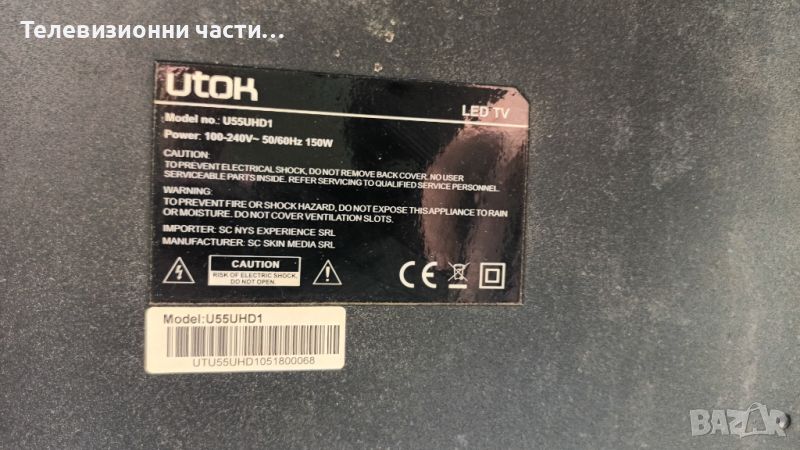 Телевизионни части...
UTOK
LED TV
Model no.: U55UHD1
Power: 100-240V~ 50/60Hz 150W
CAUTION:
TO PREVENT ELECTRICAL SHOCK, DO NOT REMOVE BACK COVER, NO USER
SERVICEABLE PARTS INSIDE. REFER SERVICING TO QUALIFIED SERVICE PERSONNEL.
WARNING:
TO PREVENT FIRE OR SHOCK HAZARD, DO NOT EXPOSE THIS APPLIANCE TO RAIN
OR MOISTURE. DO NOT COVER VENTILATION SLOTS.
IMPORTER: SC NYS EXPERIENCE SRL
MANUFACTURER: SC SKIN MEDIA SRL
CAUTION
RISK OF ELECTRIC SHOCK,
DO NOT OPEN.
CE
Model:U55UHD1
UTU55UHD1051800068
BAZAR